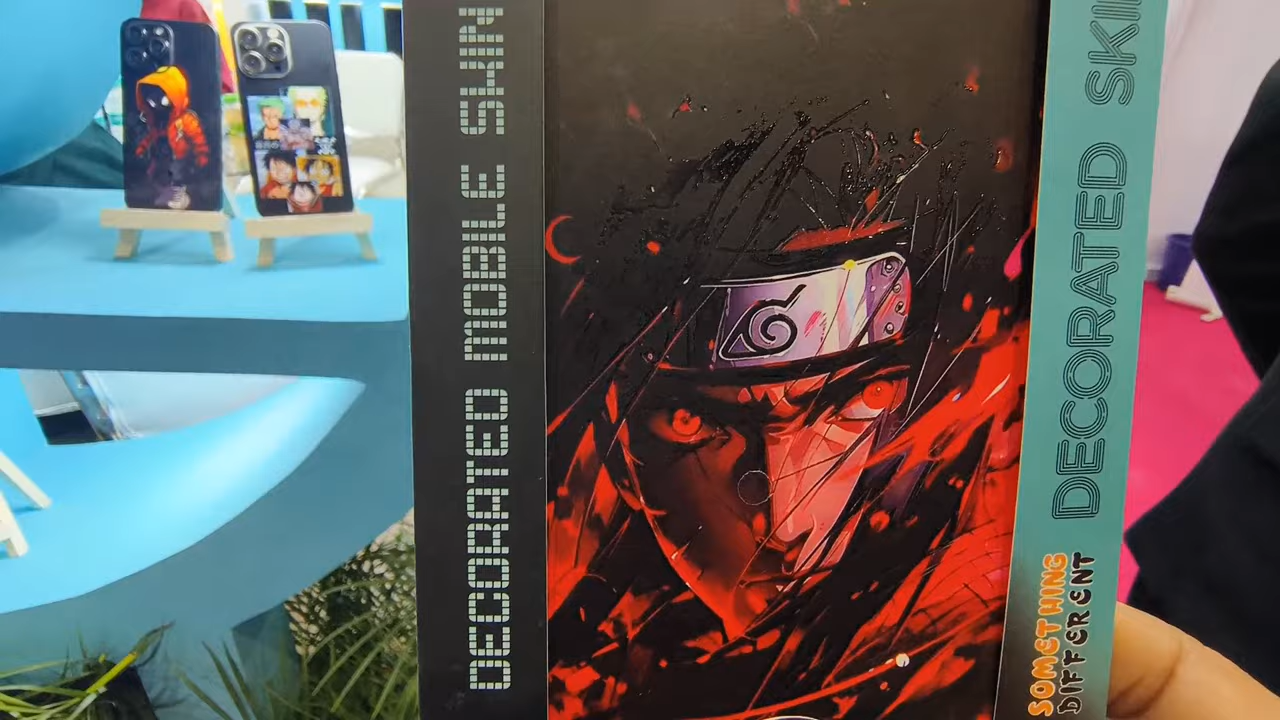 DECORATED MOBILE SKIN
DECORATED SKI
SOMETHING
DIFFERENT